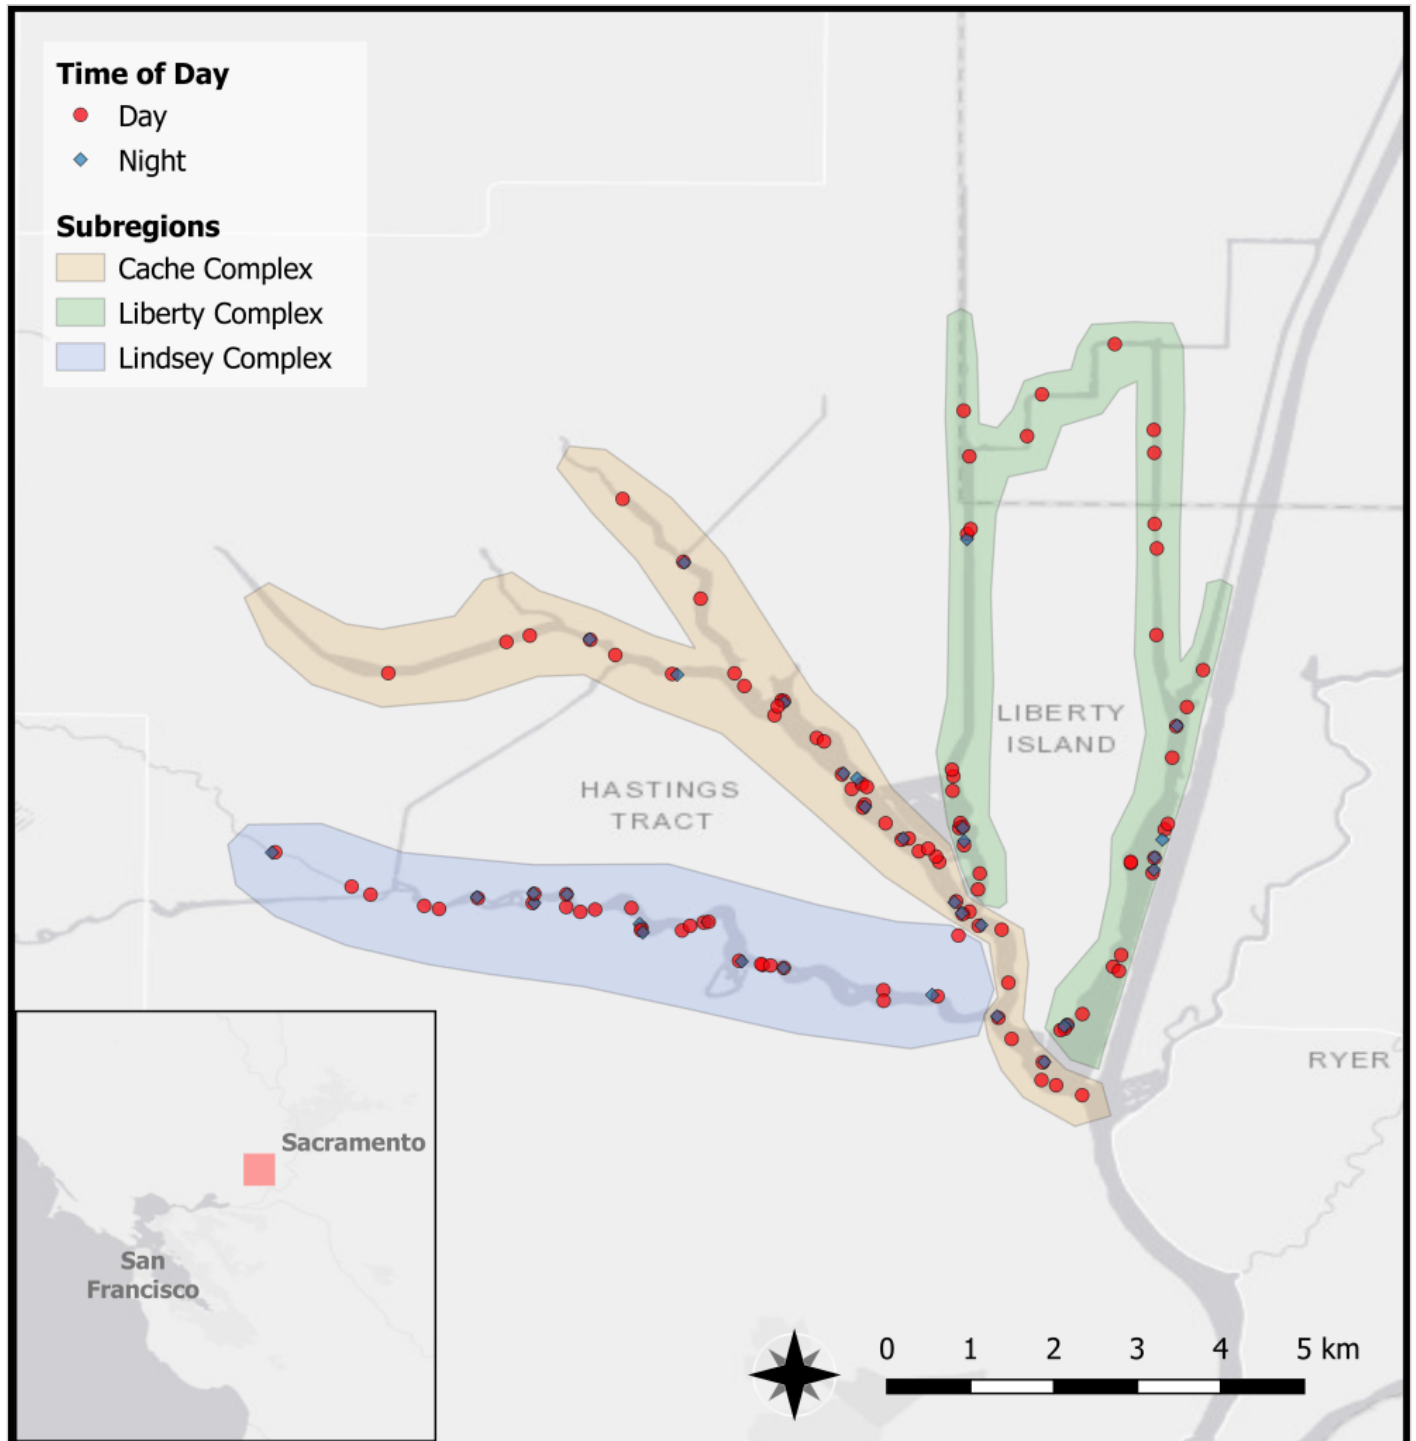 Time of Day
Day
Night
Subregions
Cache Complex
Liberty Complex
Lindsey Complex
LIBERTY
ISLAND
HASTINGS
TRACT
RYER
Sacramento
San
Francisco
0 1 2 3 4 5 km